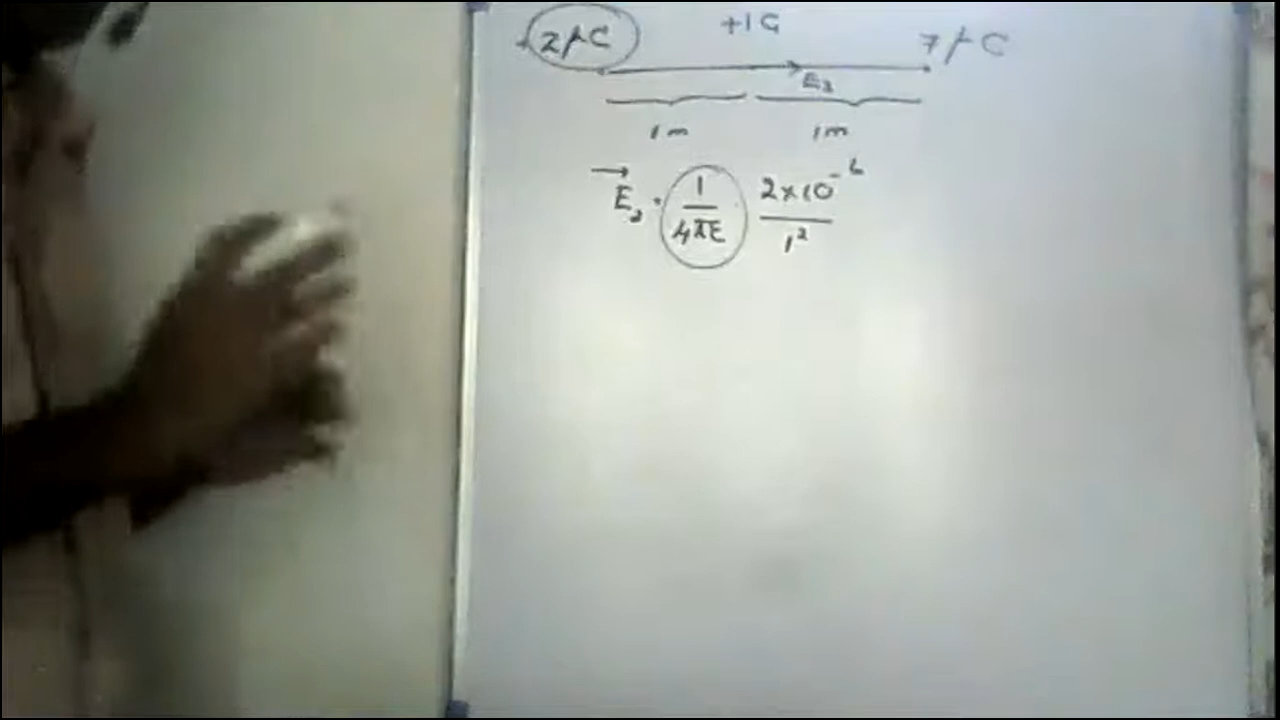 +2μC +1C 7μC
E₂
1m 1m
E₂ = 1/4πε 2×10⁻⁶/1²